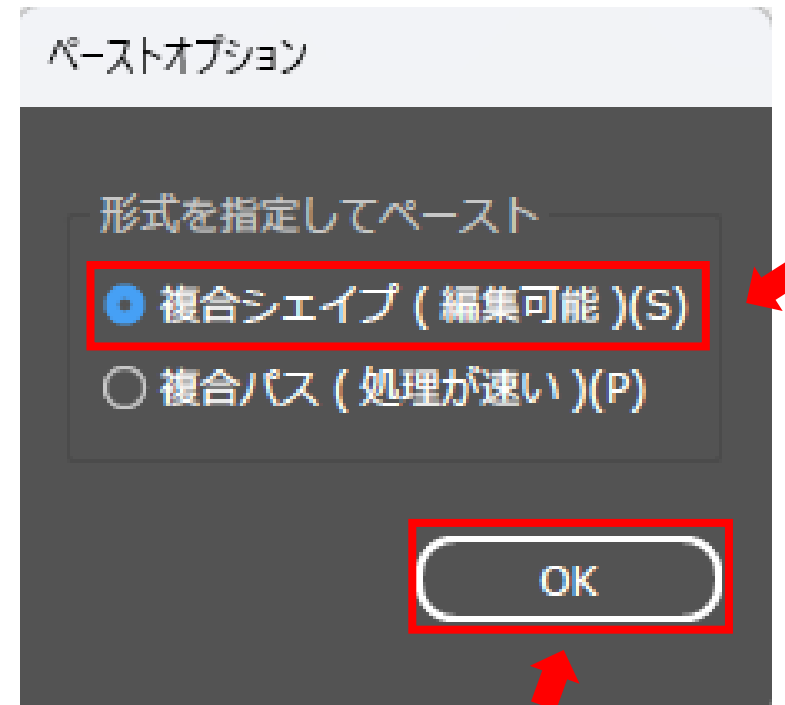 ペーストオプション
形式を指定してペースト
複合シェイプ ( 編集可能 )(S)
複合パス ( 処理が速い )(P)
OK